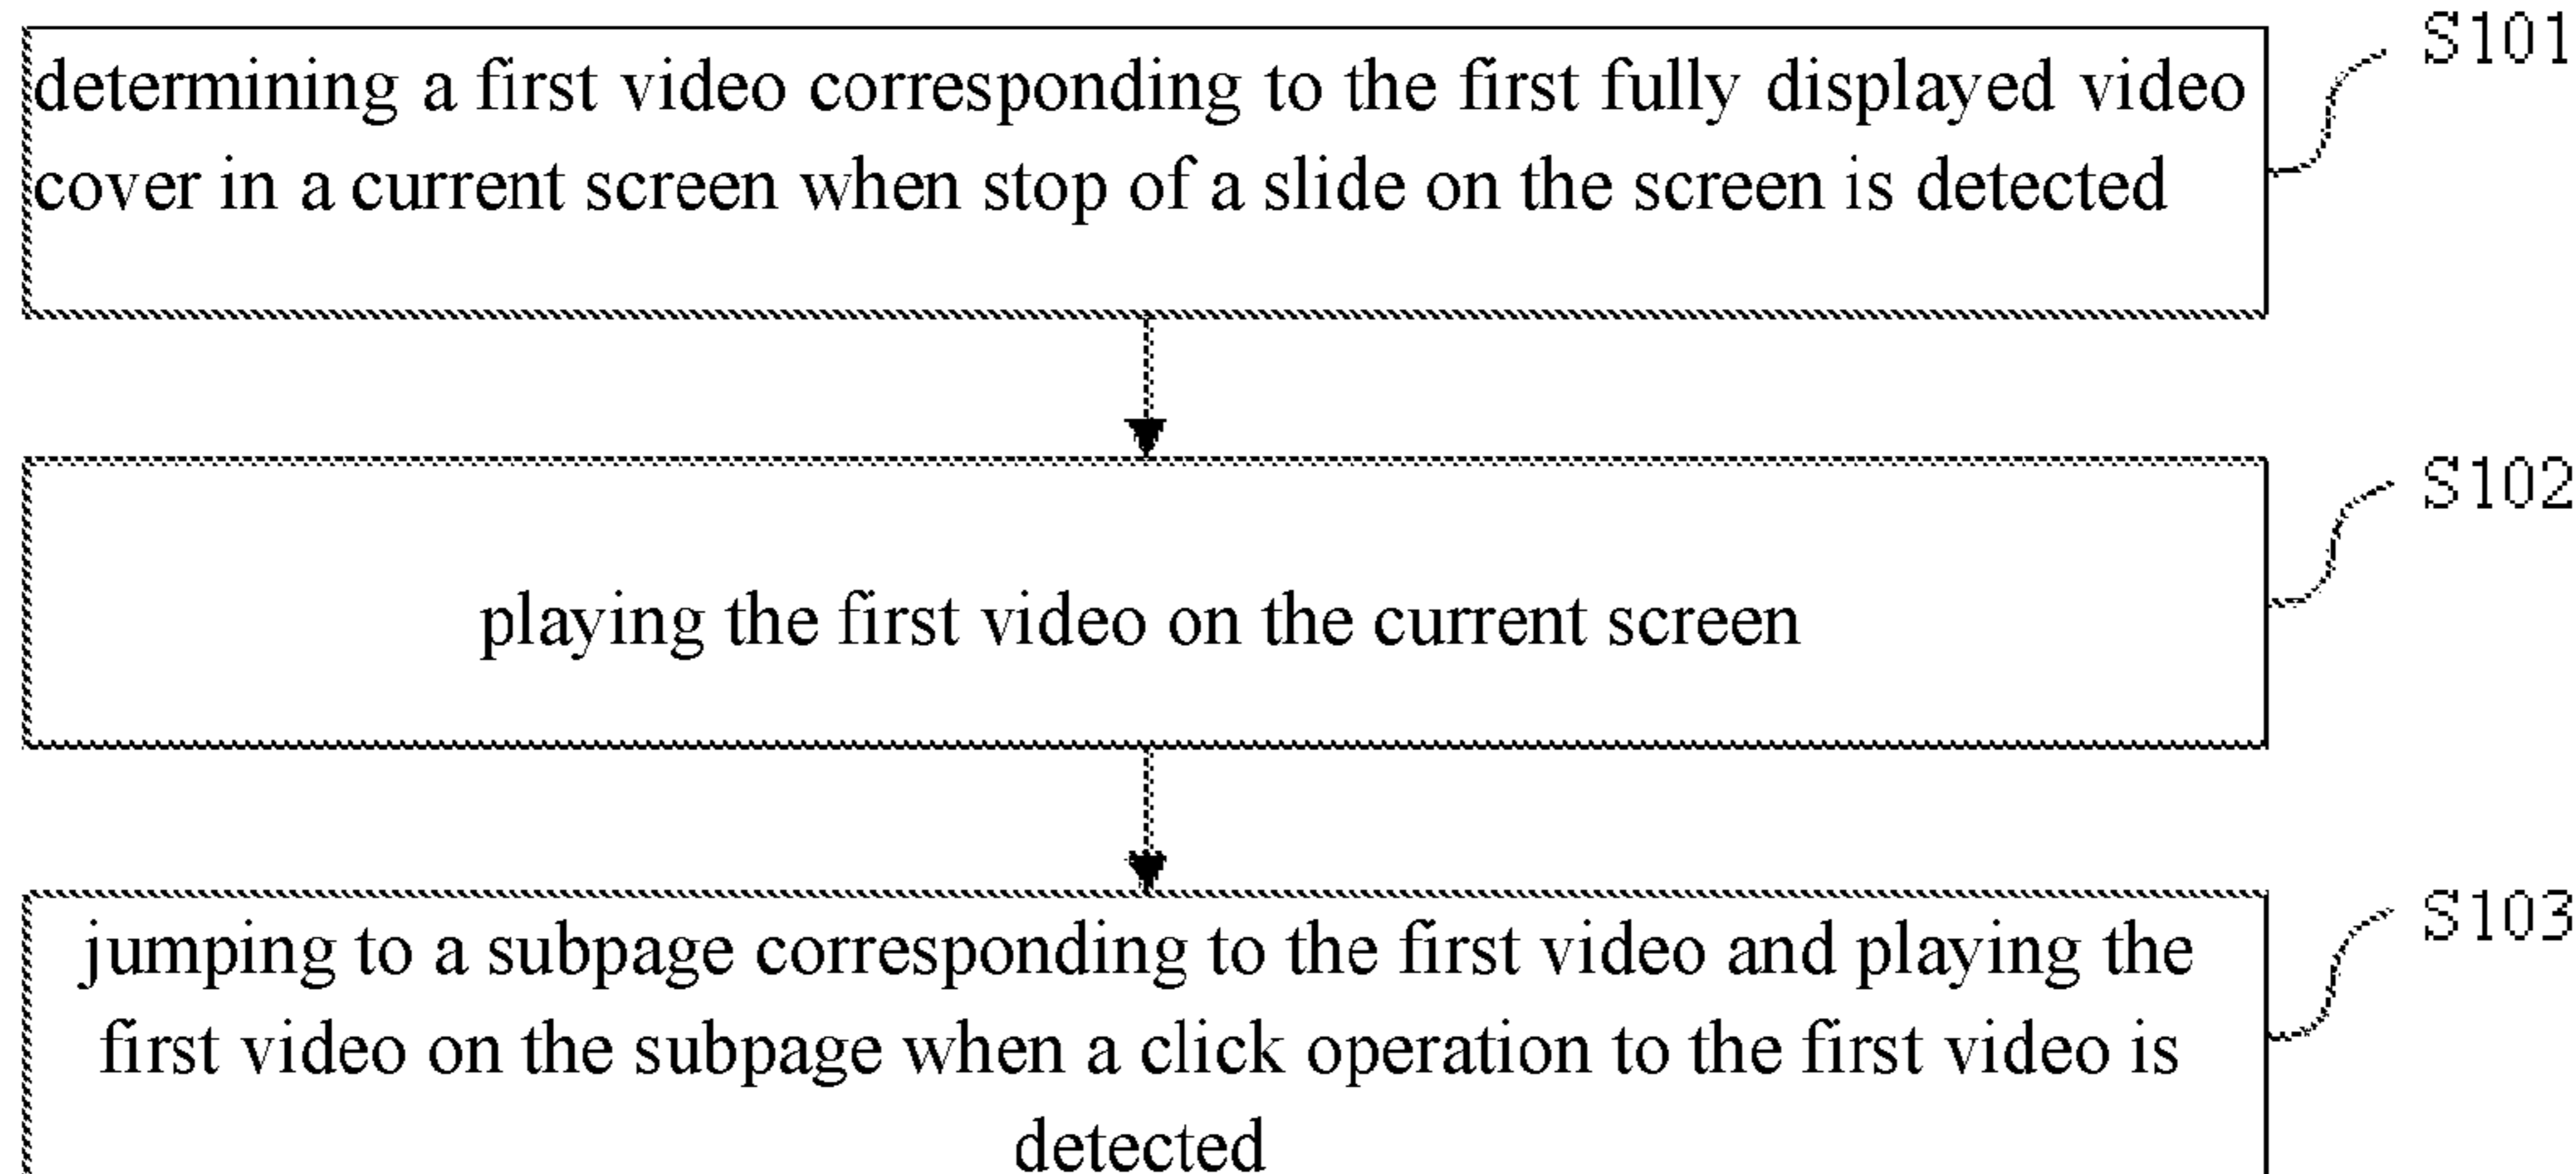 S101
determining a first video corresponding to the first fully displayed video
cover in a current screen when stop of a slide on the screen is detected
S102
playing the first video on the current screen
S103
jumping to a subpage corresponding to the first video and playing the
first video on the subpage when a click operation to the first video is
detected